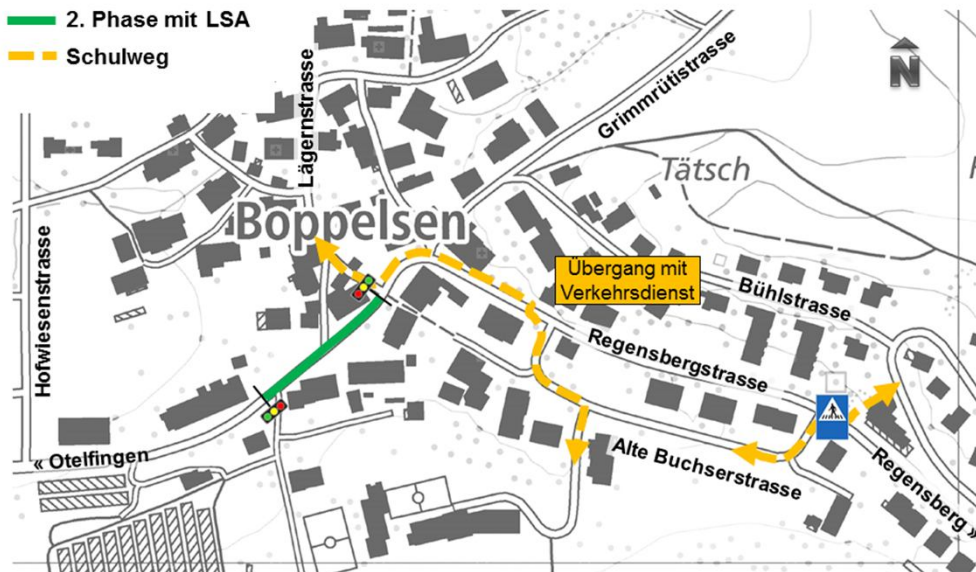 2. Phase mit LSA
Schulweg
N
Grimmrütistrasse
Lägernstrasse
Tätsch
Boppelsen
Übergang mit
Verkehrsdienst
Bühlstrasse
Hofwiesenstrasse
Regensbergstrasse
« Otelfingen
Alte Buchserstrasse
Regensberg »